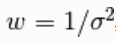 w = 1/σ²,